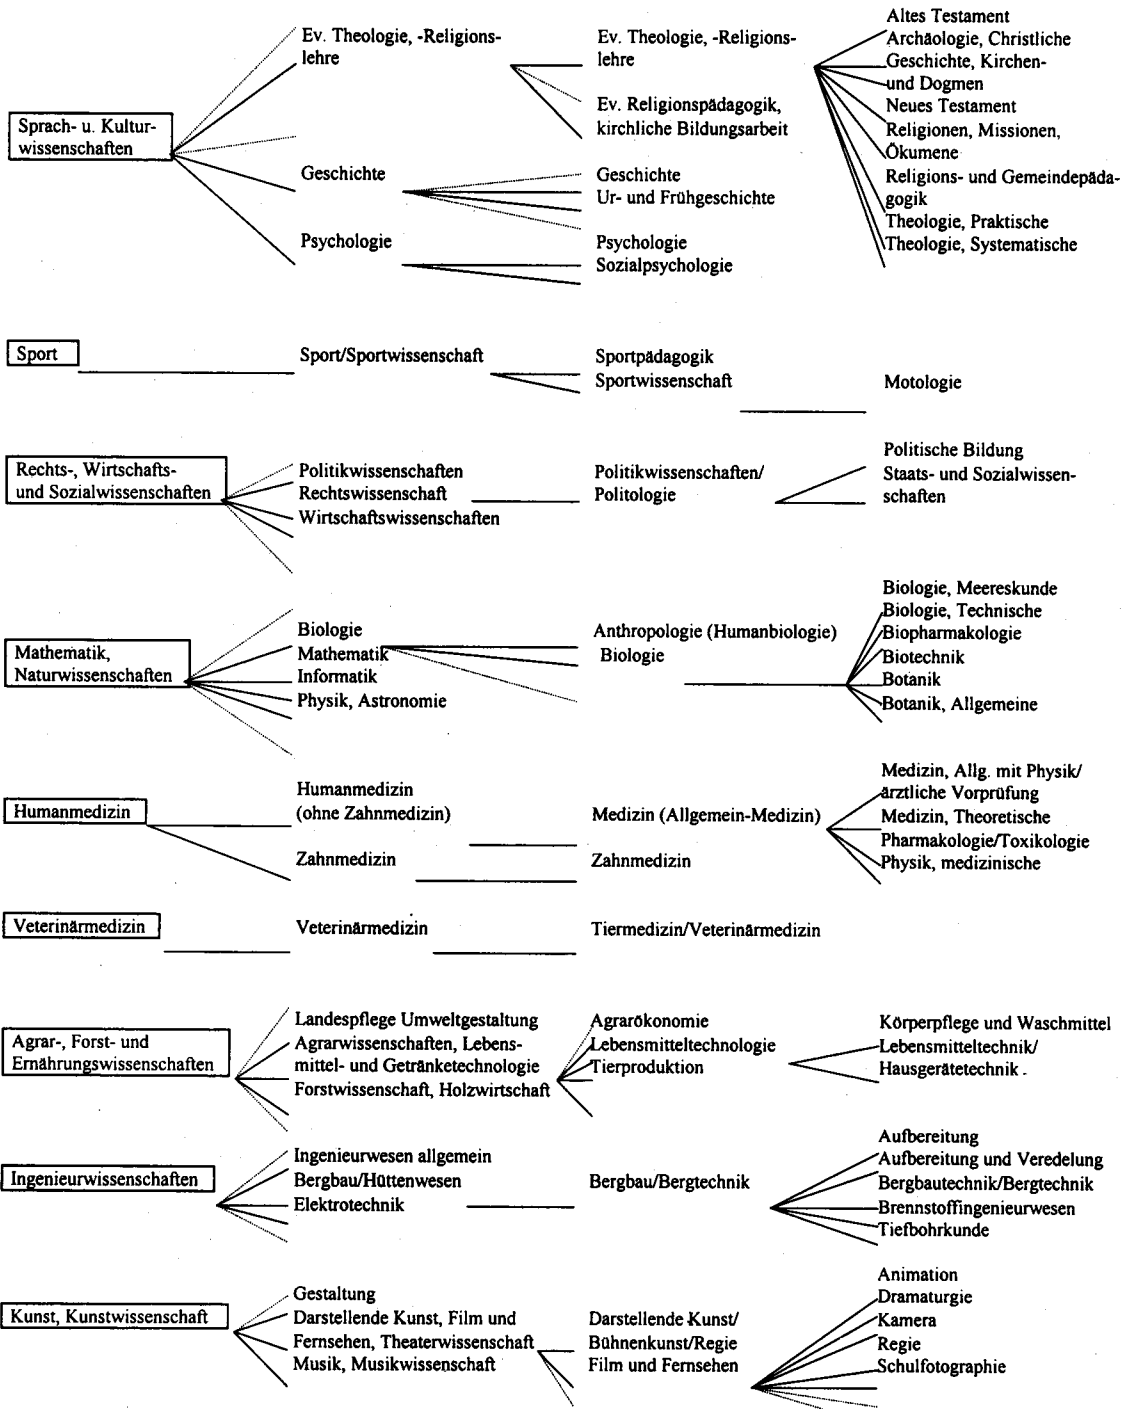 Sprach- u. Kultur-
wissenschaften
Ev. Theologie, -Religions-
lehre
Geschichte
Psychologie
Ev. Theologie, -Religions-
lehre
Ev. Religionspädagogik,
kirchliche Bildungsarbeit
Geschichte
Ur- und Frühgeschichte
Psychologie
Sozialpsychologie
Altes Testament
Archäologie, Christliche
Geschichte, Kirchen-
und Dogmen
Neues Testament
Religionen, Missionen,
Ökumene
Religions- und Gemeindepäda-
gogik
Theologie, Praktische
Theologie, Systematische
Sport
Sport/Sportwissenschaft
Sportpädagogik
Sportwissenschaft
Motologie
Rechts-, Wirtschafts-
und Sozialwissenschaften
Politikwissenschaften
Rechtswissenschaft
Wirtschaftswissenschaften
Politikwissenschaften/
Politologie
Politische Bildung
Staats- und Sozialwissen-
schaften
Mathematik,
Naturwissenschaften
Biologie
Mathematik
Informatik
Physik, Astronomie
Anthropologie (Humanbiologie)
Biologie
Biologie, Meereskunde
Biologie, Technische
Biopharmakologie
Biotechnik
Botanik
Botanik, Allgemeine
Humanmedizin
Humanmedizin
(ohne Zahnmedizin)
Zahnmedizin
Medizin (Allgemein-Medizin)
Zahnmedizin
Medizin, Allg. mit Physik/
ärztliche Vorprüfung
Medizin, Theoretische
Pharmakologie/Toxikologie
Physik, medizinische
Veterinärmedizin
Veterinärmedizin
Tiermedizin/Veterinärmedizin
Agrar-, Forst- und
Ernährungswissenschaften
Landespflege Umweltgestaltung
Agrarwissenschaften, Lebens-
mittel- und Getränketechnologie
Forstwissenschaft, Holzwirtschaft
Agrarökonomie
Lebensmitteltechnologie
Tierproduktion
Körperpflege und Waschmittel
Lebensmitteltechnik/
Hausgerätetechnik
Ingenieurwissenschaften
Ingenieurwesen allgemein
Bergbau/Hüttenwesen
Elektrotechnik
Bergbau/Bergtechnik
Aufbereitung
Aufbereitung und Veredelung
Bergbautechnik/Bergtechnik
Brennstoffingenieurwesen
Tiefbohrkunde
Kunst, Kunstwissenschaft
Gestaltung
Darstellende Kunst, Film und
Fernsehen, Theaterwissenschaft
Musik, Musikwissenschaft
Darstellende Kunst/
Bühnenkunst/Regie
Film und Fernsehen
Animation
Dramaturgie
Kamera
Regie
Schulfotographie